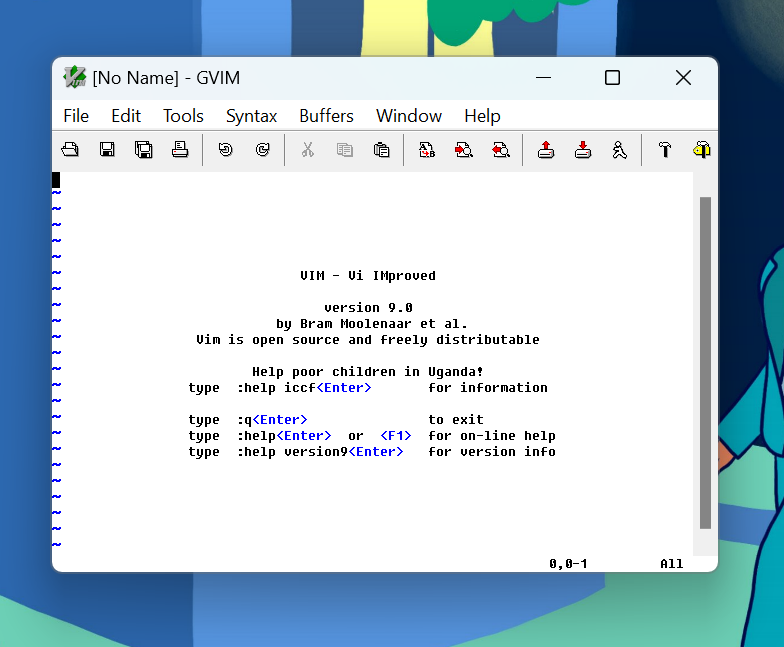 [No Name] - GVIM
File Edit Tools Syntax Buffers Window Help
~
~
~
~
~
~
VIM - Vi IMproved
~
~
version 9.0
~
by Bram Moolenaar et al.
~
Vim is open source and freely distributable
~
~
Help poor children in Uganda!
~
type :help iccf<Enter> for information
~
~
type :q<Enter> to exit
~
type :help<Enter> or <F1> for on-line help
~
type :help version9<Enter> for version info
~
~
~
~
~
~
0,0-1 All